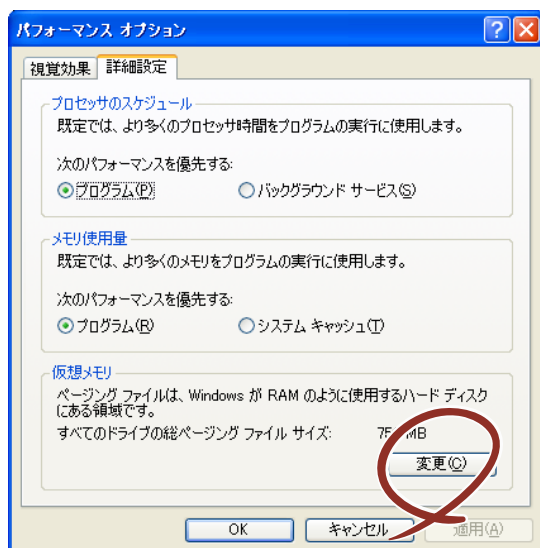 パフォーマンス オプション
視覚効果 詳細設定
プロセッサのスケジュール
既定では、より多くのプロセッサ時間をプログラムの実行に使用します。
次のパフォーマンスを優先する:
プログラム(P) バックグラウンド サービス(S)
メモリ使用量
既定では、より多くのメモリをプログラムの実行に使用します。
次のパフォーマンスを優先する:
プログラム(R) システム キャッシュ(T)
仮想メモリ
ページング ファイルは、Windows が RAM のように使用するハード ディスク
にある領域です。
すべてのドライブの総ページング ファイル サイズ: MB
変更(C)
OK キャンセル 適用(A)